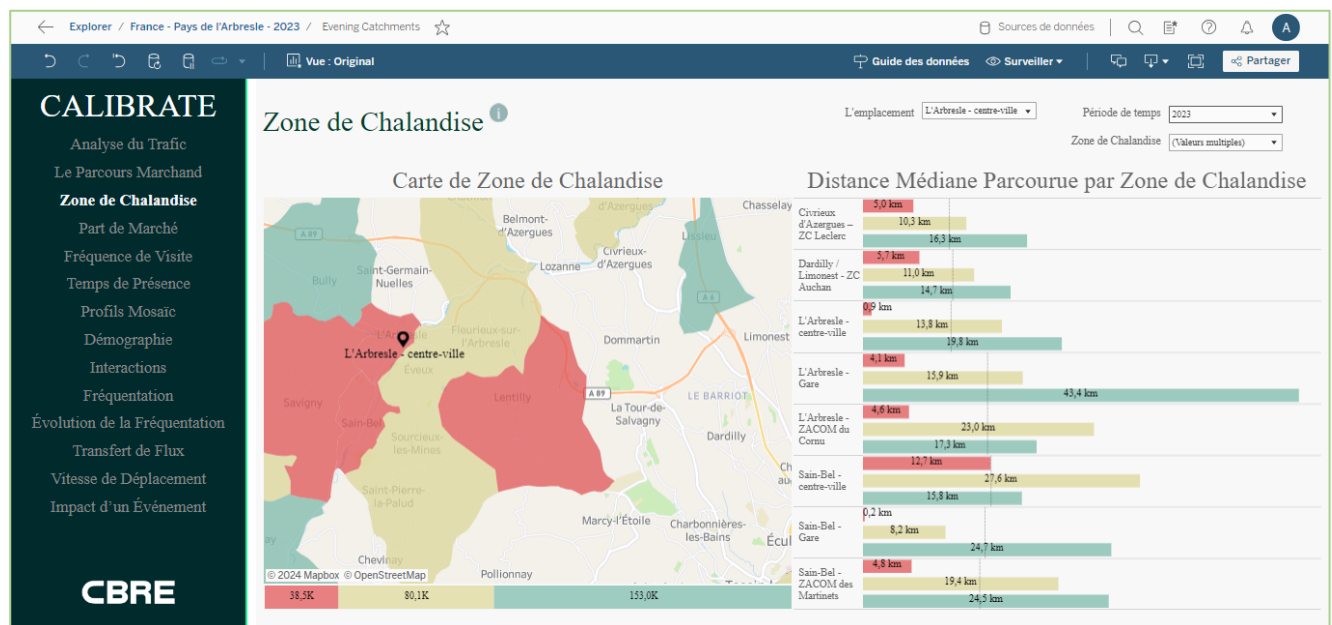 Explorer / France - Pays de l'Arbresle - 2023 / Evening Catchments
Sources de données
A
Vue : Original
Guide des données
Surveiller
Partager
CALIBRATE
Analyse du Trafic
Le Parcours Marchand
Zone de Chalandise
Part de Marché
Fréquence de Visite
Temps de Présence
Profils Mosaïc
Démographie
Interactions
Fréquentation
Évolution de la Fréquentation
Transfert de Flux
Vitesse de Déplacement
Impact d'un Événement
CBRE
Zone de Chalandise
i
L'emplacement
L'Arbresle - centre-ville
Période de temps
2023
Zone de Chalandise
(Valeurs multiples)
Carte de Zone de Chalandise
d'Azergues
Chasselay
Belmont-
d'Azergues
A 89
Lissieu
Civrieux-
d'Azergues
Lozanne
Saint-Germain-
Nuelles
Bully
A 6
L'Arbresle
Fleurieux-sur-
l'Arbresle
Dommartin
Limonest
L'Arbresle - centre-ville
Éveux
Savigny
Lentilly
A 89
LE BARRIOT
La Tour-de-
Salvagny
Sain-Bel
Sourcieux-
les-Mines
Dardilly
Saint-Pierre-
la-Palud
Marcy-l'Étoile
Charbonnières-
les-Bains
Écul
Chevinay
Pollionnay
© 2024 Mapbox © OpenStreetMap
38,5K
80,1K
153,0K
Distance Médiane Parcourue par Zone de Chalandise
Civrieux
d'Azergues –
ZC Leclerc
5,0 km
10,3 km
16,3 km
Dardilly /
Limonest - ZC
Auchan
5,7 km
11,0 km
14,7 km
L'Arbresle -
centre-ville
0,9 km
13,8 km
19,8 km
L'Arbresle -
Gare
4,1 km
15,9 km
43,4 km
L'Arbresle -
ZACOM du
Cornu
4,6 km
23,0 km
17,3 km
Sain-Bel -
centre-ville
12,7 km
27,6 km
15,8 km
Sain-Bel -
Gare
0,2 km
8,2 km
24,7 km
Sain-Bel -
ZACOM des
Martinets
4,8 km
19,4 km
24,5 km